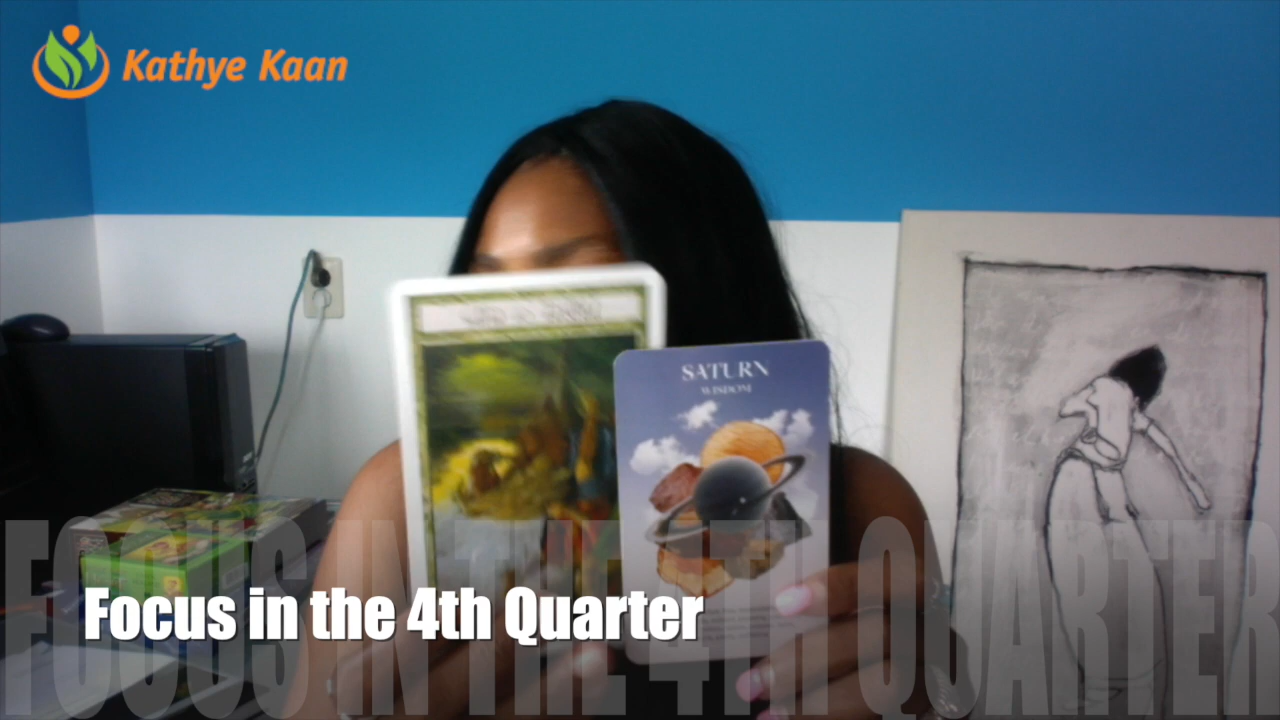 Kathye Kaan
SATURN
WISDOM
Focus in the 4th Quarter
FOCUS IN THE 4TH QUARTER